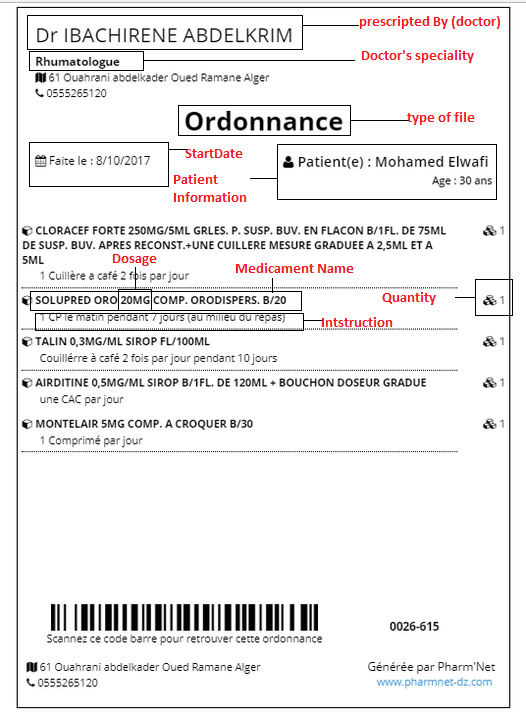 Dr IBACHIRENE ABDELKRIM
prescripted By (doctor)
Rhumatologue
Doctor's speciality
61 Ouahrani abdelkader Oued Ramane Alger
0555265120
Ordonnance
type of file
Faite le : 8/10/2017
StartDate
Patient
Information
Patient(e) : Mohamed Elwafi
Age : 30 ans
CLORACEF FORTE 250MG/5ML GRLES. P. SUSP. BUV. EN FLACON B/1FL. DE 75ML
1
DE SUSP. BUV. APRES RECONST.+UNE CUILLERE MESURE GRADUEE A 2,5ML ET A
5ML
Dosage
1 Cuillère a café 2 fois par jour
Medicament Name
SOLUPRED ORO 20MG COMP. ORODISPERS. B/20
Quantity
1
1 CP le matin pendant 7 jours (au milieu du repas)
Intstruction
TALIN 0,3MG/ML SIROP FL/100ML
1
Couillérre à café 2 fois par jour pendant 10 jours
AIRDITINE 0,5MG/ML SIROP B/1FL. DE 120ML + BOUCHON DOSEUR GRADUE
1
une CAC par jour
MONTELAIR 5MG COMP. A CROQUER B/30
1
1 Comprimé par jour
Scannez ce code barre pour retrouver cette ordonnance
0026-615
61 Ouahrani abdelkader Oued Ramane Alger
0555265120
Générée par Pharm'Net
www.pharmnet-dz.com